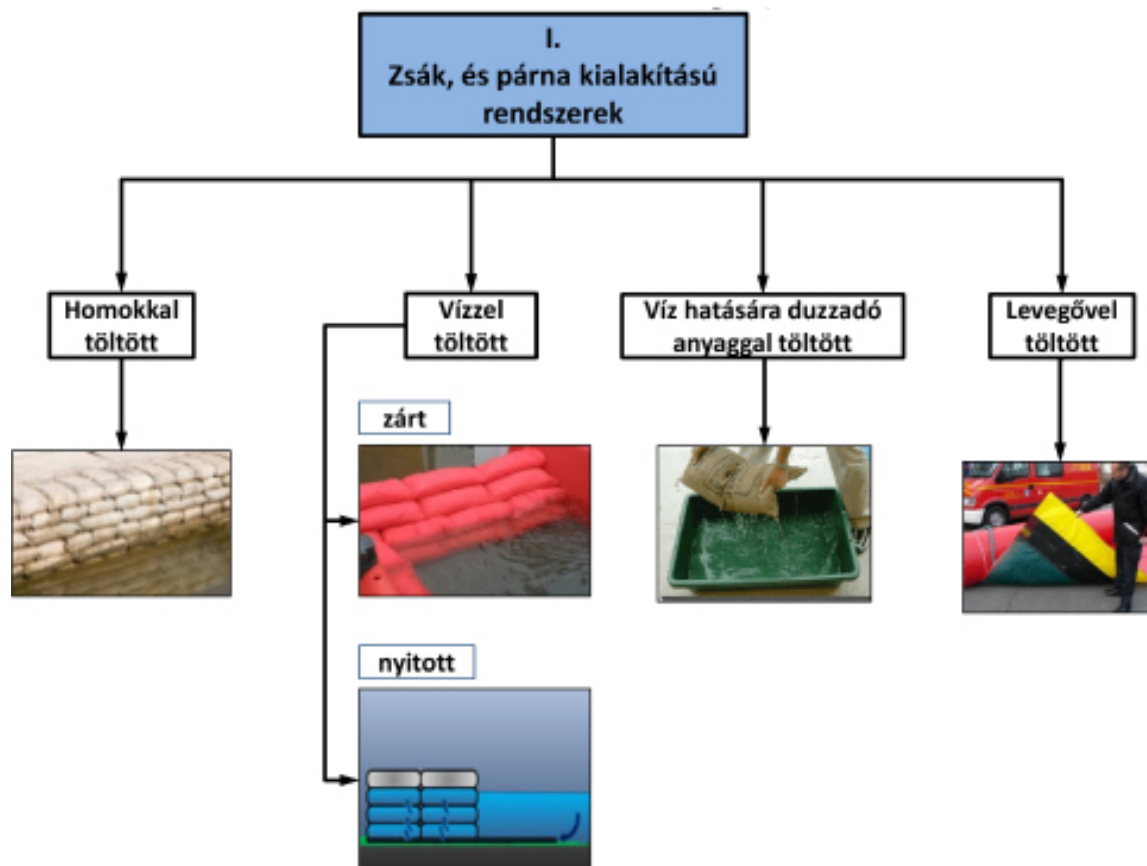 I.
Zsák, és párna kialakítású
rendszerek
Homokkal
töltött
Vízzel
töltött
Víz hatására duzzadó
anyaggal töltött
Levegővel
töltött
zárt
nyitott